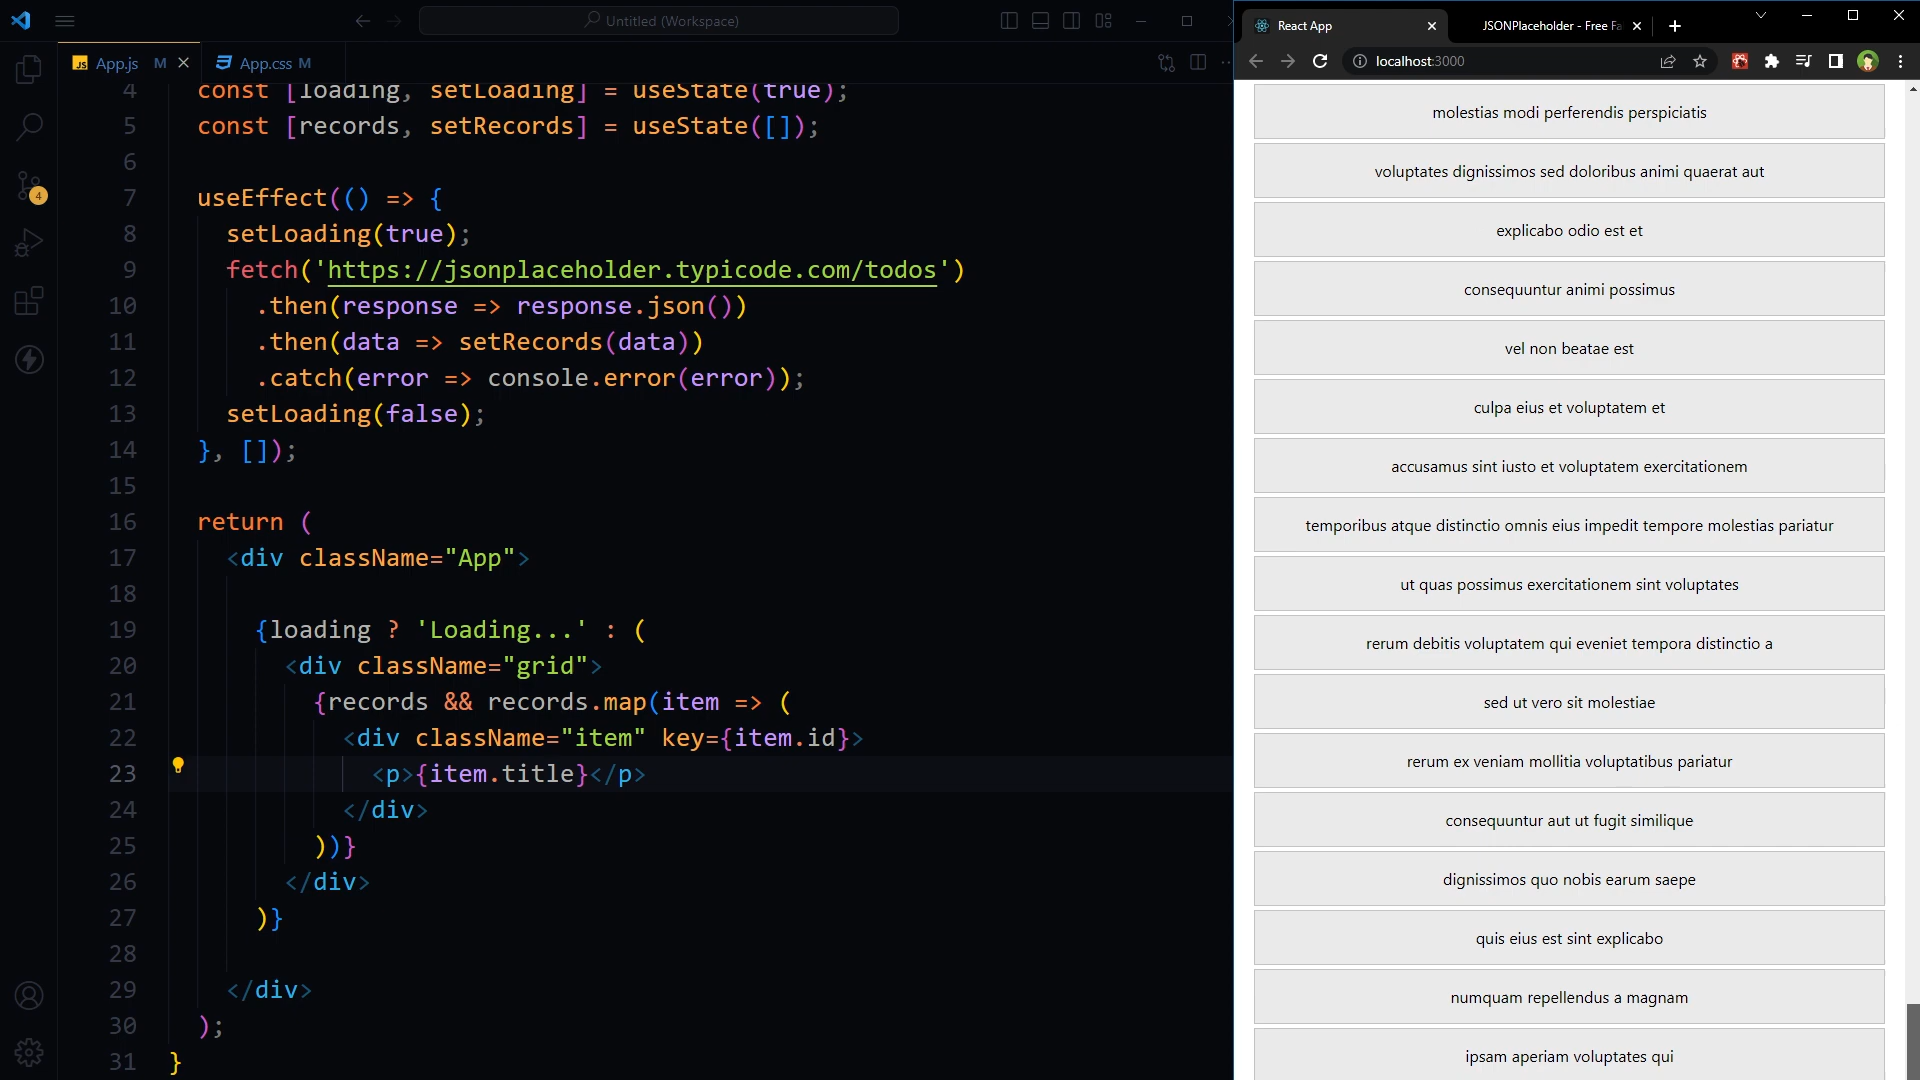 Untitled (Workspace)
App.js M
App.css M
4
4 const [loading, setLoading] = useState(true);
5 const [records, setRecords] = useState([]);
6
7 useEffect(() => {
8 setLoading(true);
9 fetch('https://jsonplaceholder.typicode.com/todos')
10 .then(response => response.json())
11 .then(data => setRecords(data))
12 .catch(error => console.error(error));
13 setLoading(false);
14 }, []);
15
16 return (
17 <div className="App">
18
19 {loading ? 'Loading...' : (
20 <div className="grid">
21 {records && records.map(item => (
22 <div className="item" key={item.id}>
23 <p>{item.title}</p>
24 </div>
25 ))}
26 </div>
27 )}
28
29 </div>
30 );
31 }
React App
JSONPlaceholder - Free Fa
localhost:3000
molestias modi perferendis perspiciatis
voluptates dignissimos sed doloribus animi quaerat aut
explicabo odio est et
consequuntur animi possimus
vel non beatae est
culpa eius et voluptatem et
accusamus sint iusto et voluptatem exercitationem
temporibus atque distinctio omnis eius impedit tempore molestias pariatur
ut quas possimus exercitationem sint voluptates
rerum debitis voluptatem qui eveniet tempora distinctio a
sed ut vero sit molestiae
rerum ex veniam mollitia voluptatibus pariatur
consequuntur aut ut fugit similique
dignissimos quo nobis earum saepe
quis eius est sint explicabo
numquam repellendus a magnam
ipsam aperiam voluptates qui